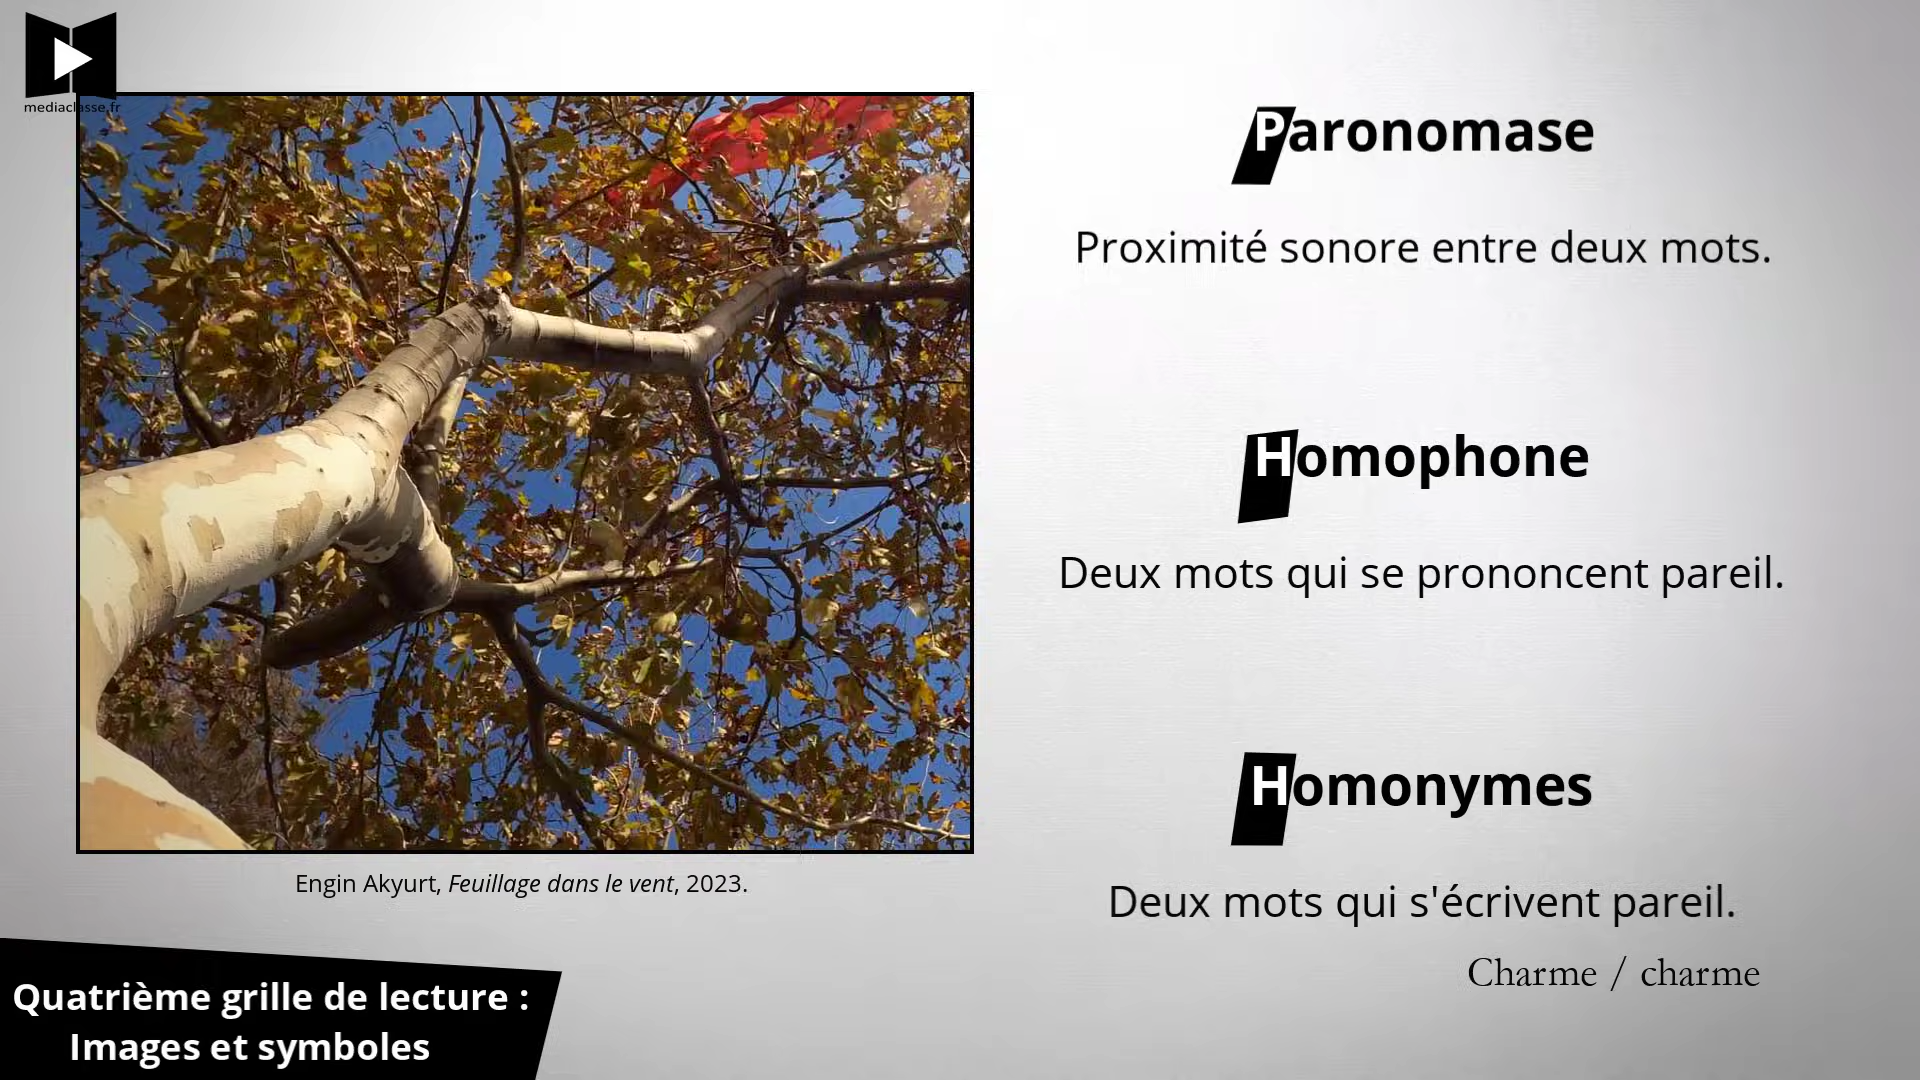 mediaclasse.fr
Paronomase
Proximité sonore entre deux mots.
Homophone
Deux mots qui se prononcent pareil.
Homonymes
Deux mots qui s'écrivent pareil.
Charme / charme
Engin Akyurt, Feuillage dans le vent, 2023.
Quatrième grille de lecture :
Images et symboles